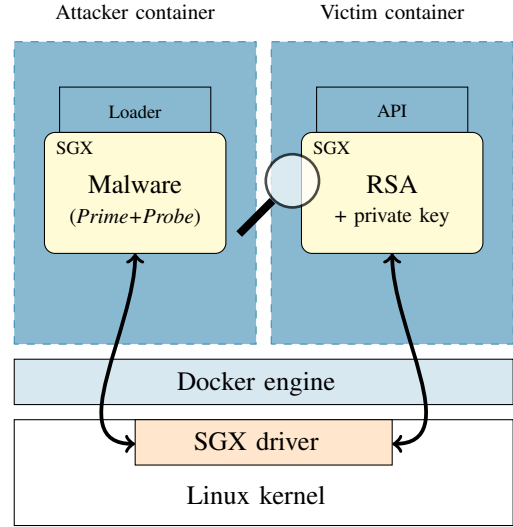 Attacker container
Victim container
Loader
API
SGX
Malware
(Prime+Probe)
SGX
RSA
+ private key
Docker engine
SGX driver
Linux kernel